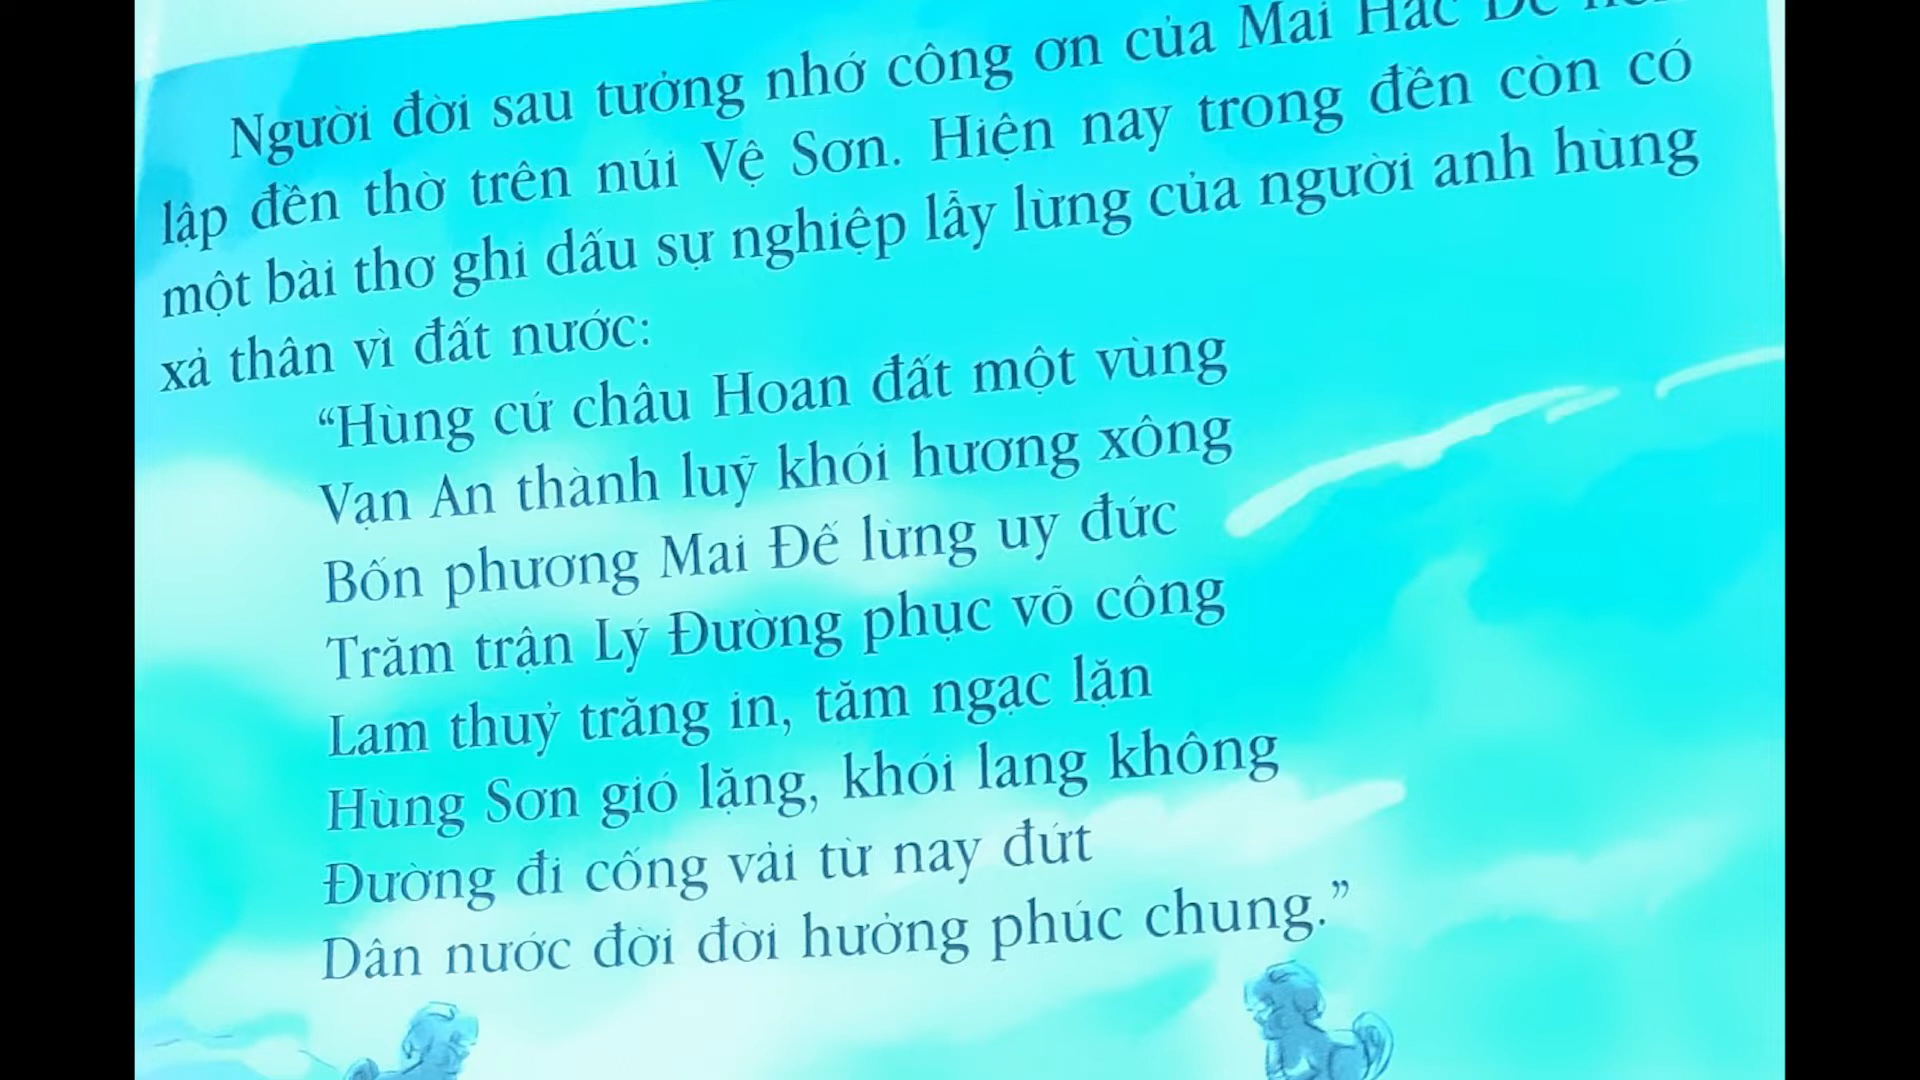 Người đời sau tưởng nhớ công ơn của Mai Hắc Đế
lập đền thờ trên núi Vệ Sơn. Hiện nay trong đền còn có
một bài thơ ghi dấu sự nghiệp lẫy lừng của người anh hùng
xả thân vì đất nước:
“Hùng cứ châu Hoan đất một vùng
Vạn An thành luỹ khói hương xông
Bốn phương Mai Đế lừng uy đức
Trăm trận Lý Đường phục võ công
Lam thuỷ trăng in, tăm ngạc lặn
Hùng Sơn gió lặng, khói lang không
Đường đi cống vải từ nay đứt
Dân nước đời đời hưởng phúc chung.”